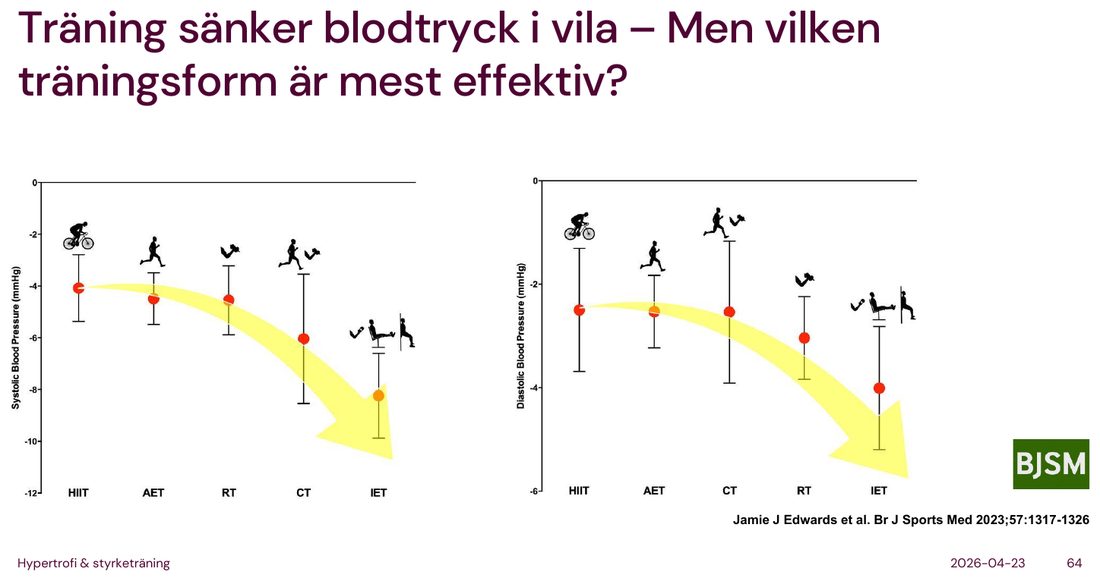 Träning sänker blodtryck i vila – Men vilken
träningsform är mest effektiv?
Systolic Blood Pressure (mmHg)
0
-2
-4
-6
-8
-10
-12
HIIT AET RT CT IET
Diastolic Blood Pressure (mmHg)
0
-2
-4
-6
HIIT AET CT RT IET
BJSM
Jamie J Edwards et al. Br J Sports Med 2023;57:1317-1326
Hypertrofi & styrketräning
2026-04-23
64